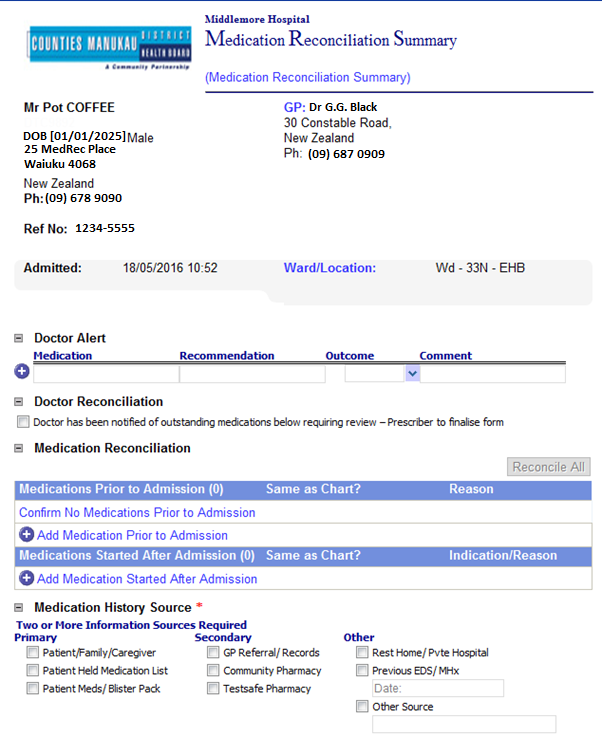 Middlemore Hospital
COUNTIES MANUKAU DISTRICT HEALTH BOARD
Medication Reconciliation Summary
A Community Partnership
(Medication Reconciliation Summary)
Mr Pot COFFEE
GP: Dr G.G. Black
30 Constable Road,
DOB [01/01/2025] Male
New Zealand
25 MedRec Place
Ph: (09) 687 0909
Waiuku 4068
New Zealand
Ph: (09) 678 9090
Ref No: 1234-5555
Admitted: 18/05/2016 10:52 Ward/Location: Wd - 33N - EHB
Doctor Alert
Medication Recommendation Outcome Comment
Doctor Reconciliation
Doctor has been notified of outstanding medications below requiring review – Prescriber to finalise form
Medication Reconciliation
Reconcile All
Medications Prior to Admission (0) Same as Chart? Reason
Confirm No Medications Prior to Admission
Add Medication Prior to Admission
Medications Started After Admission (0) Same as Chart? Indication/Reason
Add Medication Started After Admission
Medication History Source *
Two or More Information Sources Required
Primary Secondary Other
Patient/Family/Caregiver GP Referral/ Records Rest Home/ Pvte Hospital
Patient Held Medication List Community Pharmacy Previous EDS/ MHx
Patient Meds/ Blister Pack Testsafe Pharmacy Date:
Other Source